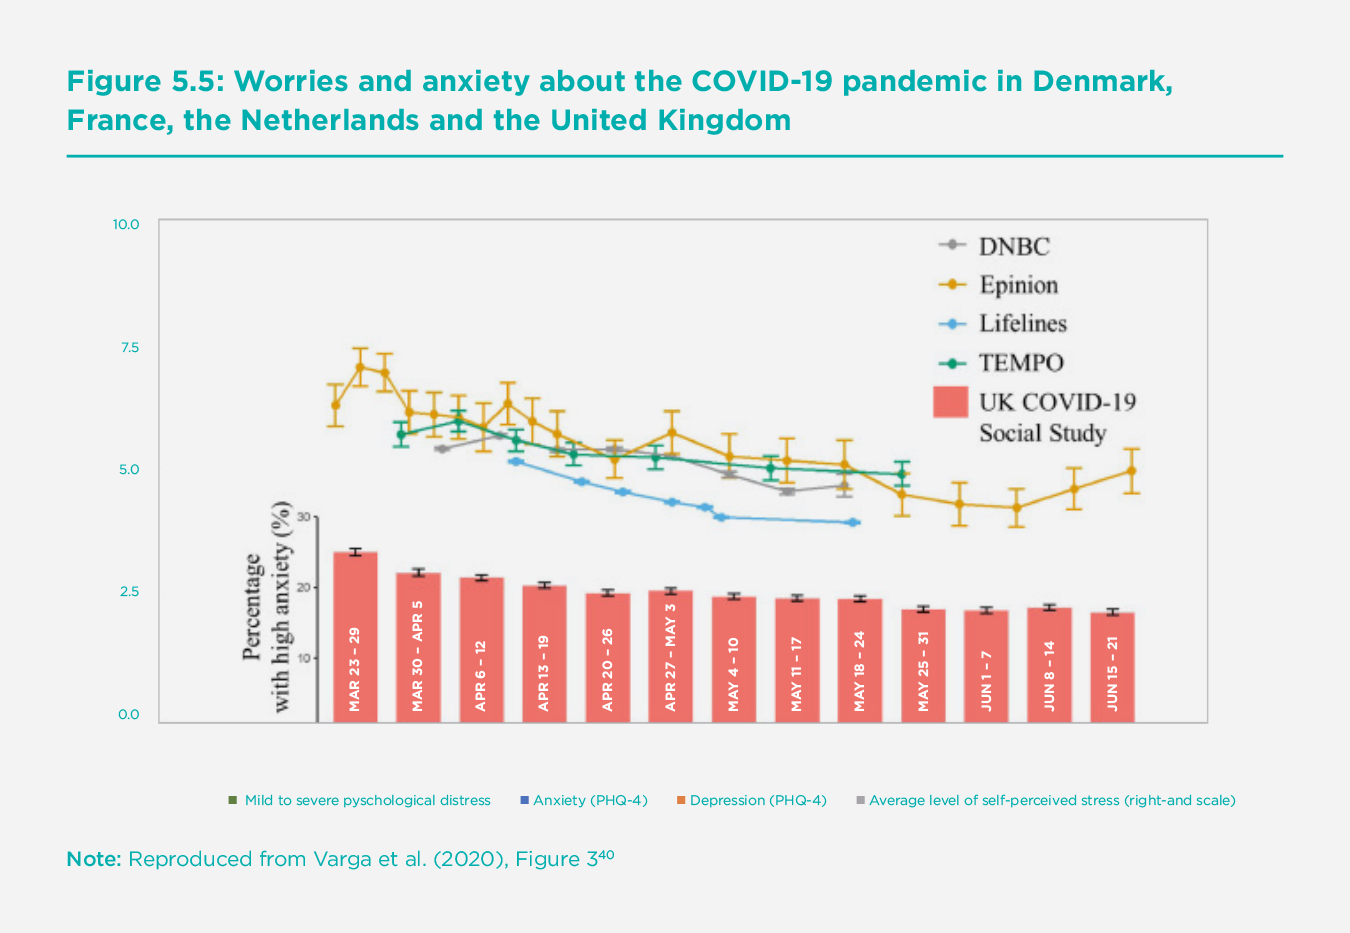 Figure 5.5: Worries and anxiety about the COVID-19 pandemic in Denmark,
France, the Netherlands and the United Kingdom
10.0
7.5
5.0
2.5
0.0
DNBC
Epinion
Lifelines
TEMPO
UK COVID-19
Social Study
Percentage
with high anxiety (%)
30
20
10
MAR 23 – 29
MAR 30 – APR 5
APR 6 – 12
APR 13 – 19
APR 20 – 26
APR 27 – MAY 3
MAY 4 – 10
MAY 11 – 17
MAY 18 – 24
MAY 25 – 31
JUN 1 – 7
JUN 8 – 14
JUN 15 – 21
Mild to severe pyschological distress
Anxiety (PHQ-4)
Depression (PHQ-4)
Average level of self-perceived stress (right-and scale)
Note: Reproduced from Varga et al. (2020), Figure 3⁴⁰